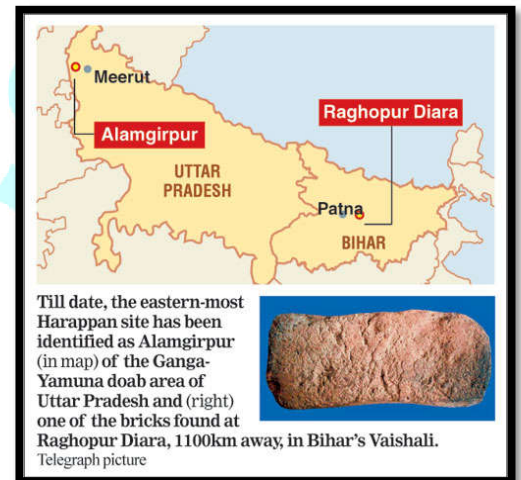 Meerut
Alamgirpur
Raghopur Diara
UTTAR
PRADESH
Patna
BIHAR
Till date, the eastern-most
Harappan site has been
identified as Alamgirpur
(in map) of the Ganga-
Yamuna doab area of
Uttar Pradesh and (right)
one of the bricks found at
Raghopur Diara, 1100km away, in Bihar's Vaishali.
Telegraph picture